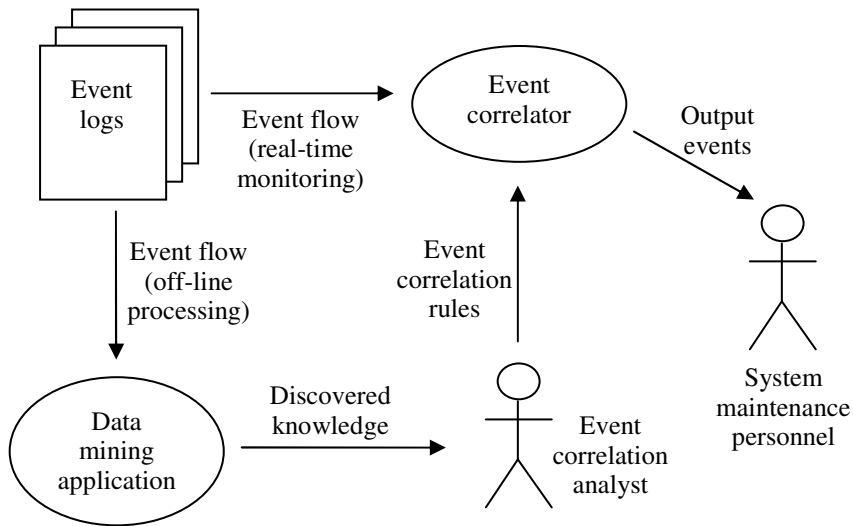 Event
logs
Event flow
(real-time
monitoring)
Event
correlator
Output
events
Event flow
(off-line
processing)
Event
correlation
rules
System
maintenance
personnel
Data
mining
application
Discovered
knowledge
Event
correlation
analyst